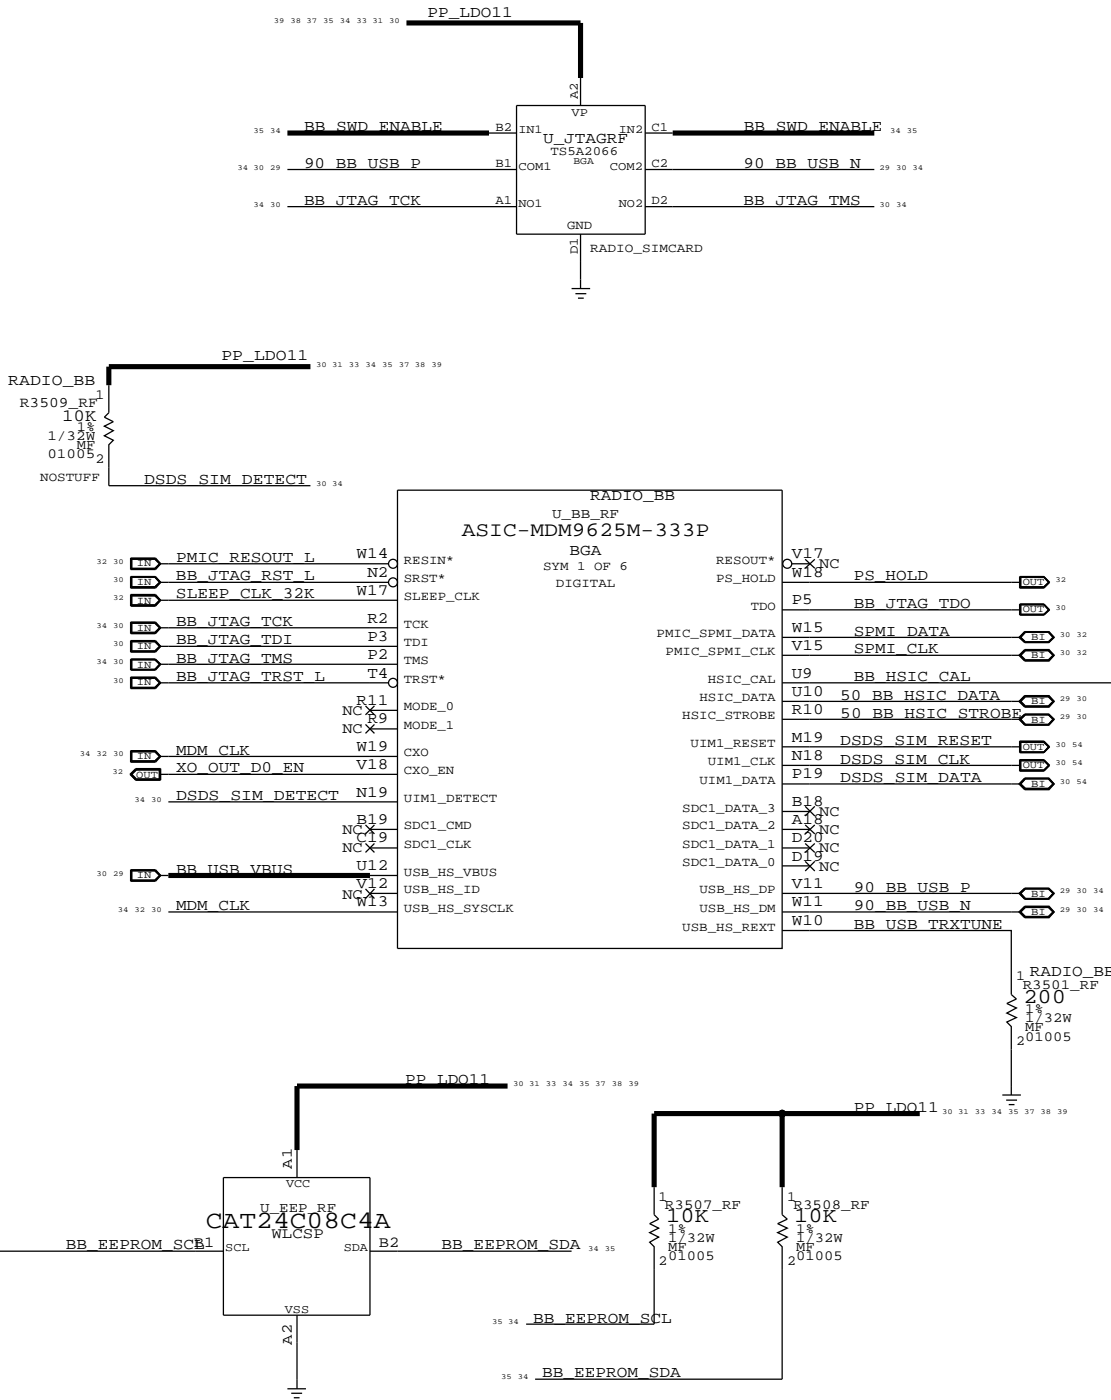 39 38 37 35 34 33 31 30 PP_LDO11
A2
VP
35 34 BB_SWD_ENABLE B2 IN1 IN2 C1 BB_SWD_ENABLE 34 35
U_JTAGRF
TS5A2066
BGA
34 30 29 90_BB_USB_P B1 COM1 COM2 C2 90_BB_USB_N 29 30 34
34 30 BB_JTAG_TCK A1 NO1 NO2 D2 BB_JTAG_TMS 30 34
GND
D1 RADIO_SIMCARD
PP_LDO11 30 31 33 34 35 37 38 39
RADIO_BB
1
R3509_RF
10K
1%
1/32W
MF
01005
2
NOSTUFF DSDS_SIM_DETECT 30 34
RADIO_BB
U_BB_RF
ASIC-MDM9625M-333P
BGA
SYM 1 OF 6
DIGITAL
32 30 IN PMIC_RESOUT_L W14 RESIN* RESOUT* V17 NC
30 IN BB_JTAG_RST_L N2 SRST* PS_HOLD W18 PS_HOLD OUT 32
32 IN SLEEP_CLK_32K W17 SLEEP_CLK
TDO P5 BB_JTAG_TDO OUT 30
34 30 IN BB_JTAG_TCK R2 TCK
PMIC_SPMI_DATA W15 SPMI_DATA BI 30 32
30 IN BB_JTAG_TDI P3 TDI
PMIC_SPMI_CLK V15 SPMI_CLK BI 30 32
34 30 IN BB_JTAG_TMS P2 TMS
30 IN BB_JTAG_TRST_L T4 TRST*
HSIC_CAL U9 BB_HSIC_CAL
HSIC_DATA U10 50_BB_HSIC_DATA BI 29 30
NC R11 MODE_0
HSIC_STROBE R10 50_BB_HSIC_STROBE BI 29 30
NC R9 MODE_1
UIM1_RESET M19 DSDS_SIM_RESET OUT 30 54
34 32 30 IN MDM_CLK W19 CXO
UIM1_CLK N18 DSDS_SIM_CLK OUT 30 54
32 OUT XO_OUT_D0_EN V18 CXO_EN
UIM1_DATA P19 DSDS_SIM_DATA BI 30 54
34 30 DSDS_SIM_DETECT N19 UIM1_DETECT
SDC1_DATA_3 B18 NC
NC B19 SDC1_CMD SDC1_DATA_2 A18 NC
NC C19 SDC1_CLK SDC1_DATA_1 D20 NC
SDC1_DATA_0 D19 NC
30 29 IN BB_USB_VBUS U12 USB_HS_VBUS
NC V12 USB_HS_ID USB_HS_DP V11 90_BB_USB_P BI 29 30 34
34 32 30 MDM_CLK W13 USB_HS_SYSCLK USB_HS_DM W11 90_BB_USB_N BI 29 30 34
USB_HS_REXT W10 BB_USB_TRXTUNE
1 RADIO_BB
R3501_RF
200
1%
1/32W
MF
2 01005
PP_LDO11 30 31 33 34 35 37 38 39
PP_LDO11 30 31 33 34 35 37 38 39
A1
VCC
U_EEP_RF
CAT24C08C4A
WLCSP
BB_EEPROM_SCL B1 SCL SDA B2 BB_EEPROM_SDA 34 35
VSS
A2
1 R3507_RF
10K
1%
1/32W
MF
2 01005
1 R3508_RF
10K
1%
1/32W
MF
2 01005
35 34 BB_EEPROM_SCL
35 34 BB_EEPROM_SDA